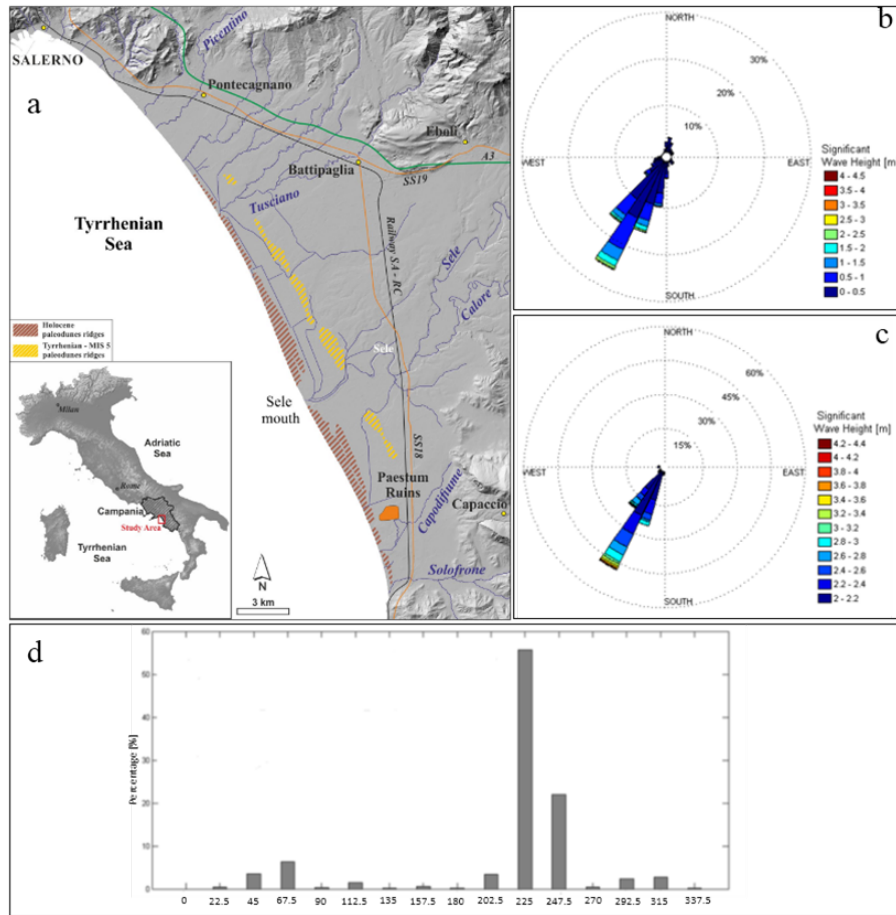 a
SALERNO
Picentino
Pontecagnano
Eboli
A3
Battipaglia
SS19
Tusciano
Tyrrhenian
Sea
Railway SA - RC
Sele
Calore
Sele
Holocene
paleodunes ridges
Tyrrhenian - MIS 5
paleodunes ridges
Sele
mouth
SS18
Paestum
Ruins
Capodifiume
Capaccio
Solofrone
Milan
Adriatic
Sea
Rome
Campania
Study Area
Tyrrhenian
Sea
N
3 km
b
NORTH
30%
20%
10%
WEST
EAST
SOUTH
Significant
Wave Height [m]
4 - 4.5
3.5 - 4
3 - 3.5
2.5 - 3
2 - 2.5
1.5 - 2
1 - 1.5
0.5 - 1
0 - 0.5
c
NORTH
60%
45%
30%
15%
WEST
EAST
SOUTH
Significant
Wave Height [m]
4.2 - 4.4
4 - 4.2
3.8 - 4
3.6 - 3.8
3.4 - 3.6
3.2 - 3.4
3 - 3.2
2.8 - 3
2.6 - 2.8
2.4 - 2.6
2.2 - 2.4
2 - 2.2
d
Percentage [%]
60
50
40
30
20
10
0
0 22.5 45 67.5 90 112.5 135 157.5 180 202.5 225 247.5 270 292.5 315 337.5